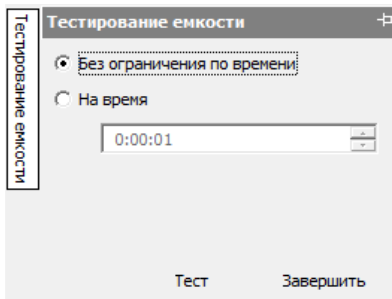 Тестирование емкости
Тестирование емкости
Без ограничения по времени
На время
0:00:01
Тест Завершить